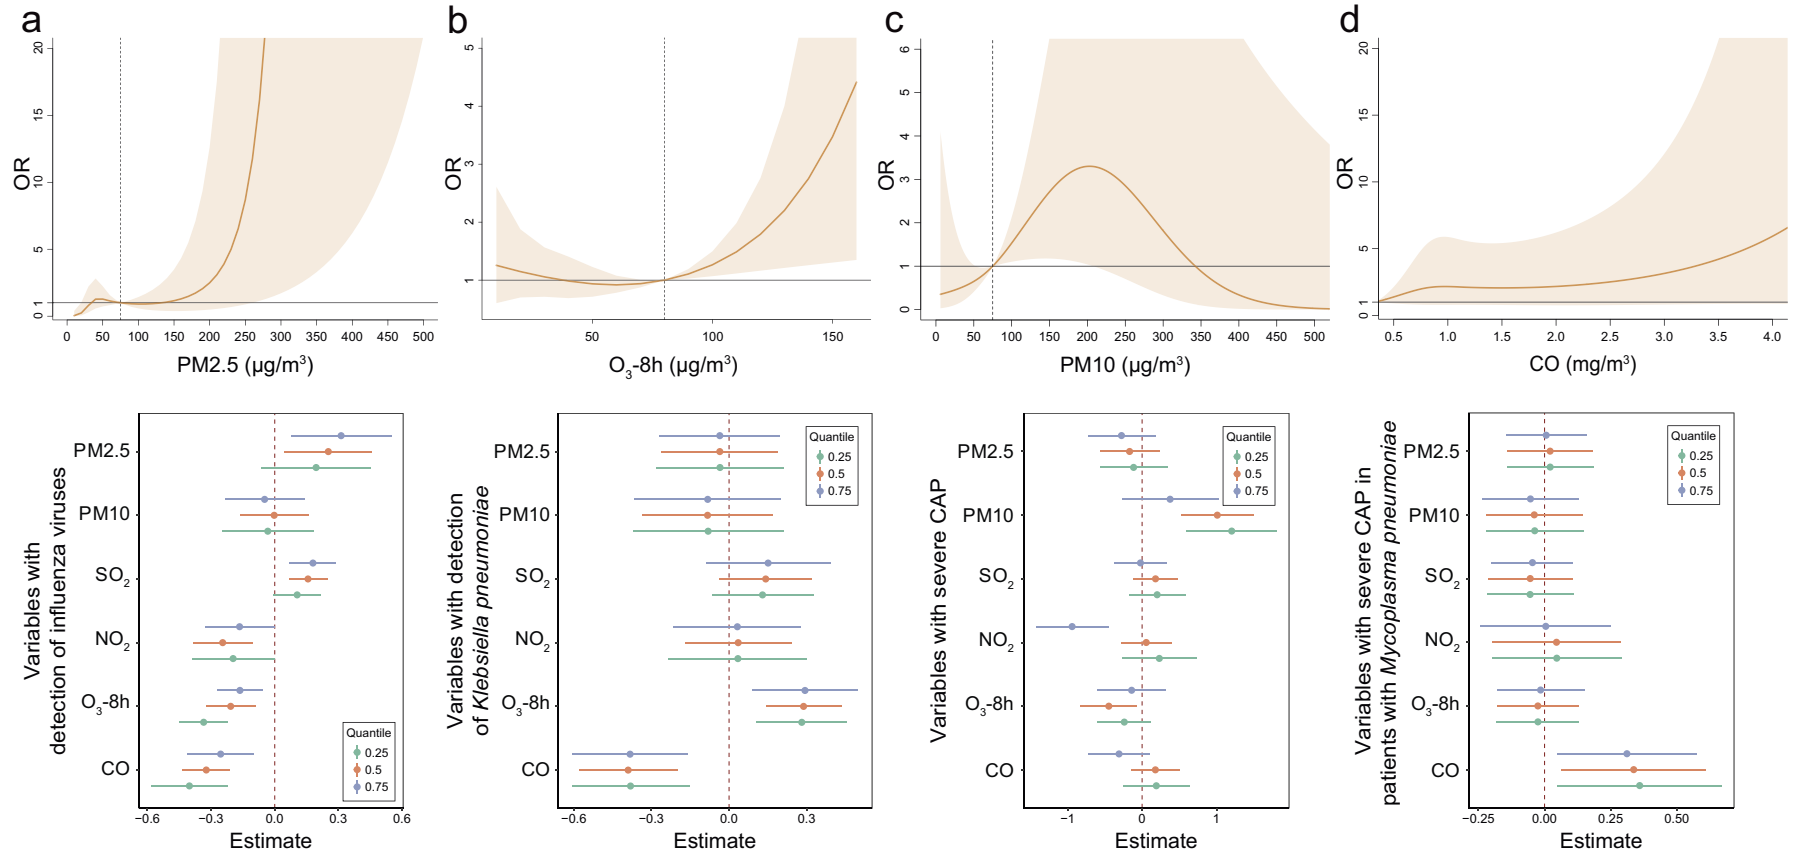 a
b
c
d
OR
20
15
10
5
1
0
0
50
100
150
200
250
300
350
400
450
500
PM2.5 (µg/m³)
OR
5
4
3
2
1
50
100
150
O₃-8h (µg/m³)
OR
6
5
4
3
2
1
0
0
50
100
150
200
250
300
350
400
450
500
PM10 (µg/m³)
OR
20
15
10
5
1
0.5
1.0
1.5
2.0
2.5
3.0
3.5
4.0
CO (mg/m³)
Variables with
detection of influenza viruses
PM2.5
PM10
SO₂
NO₂
O₃-8h
CO
Quantile
0.25
0.5
0.75
−0.6
−0.3
0.0
0.3
0.6
Estimate
Variables with detection
of Klebsiella pneumoniae
PM2.5
PM10
SO₂
NO₂
O₃-8h
CO
Quantile
0.25
0.5
0.75
−0.6
−0.3
0.0
0.3
Estimate
Variables with severe CAP
PM2.5
PM10
SO₂
NO₂
O₃-8h
CO
Quantile
0.25
0.5
0.75
−1
0
1
Estimate
Variables with severe CAP in
patients with Mycoplasma pneumoniae
PM2.5
PM10
SO₂
NO₂
O₃-8h
CO
Quantile
0.25
0.5
0.75
−0.25
0.00
0.25
0.50
Estimate